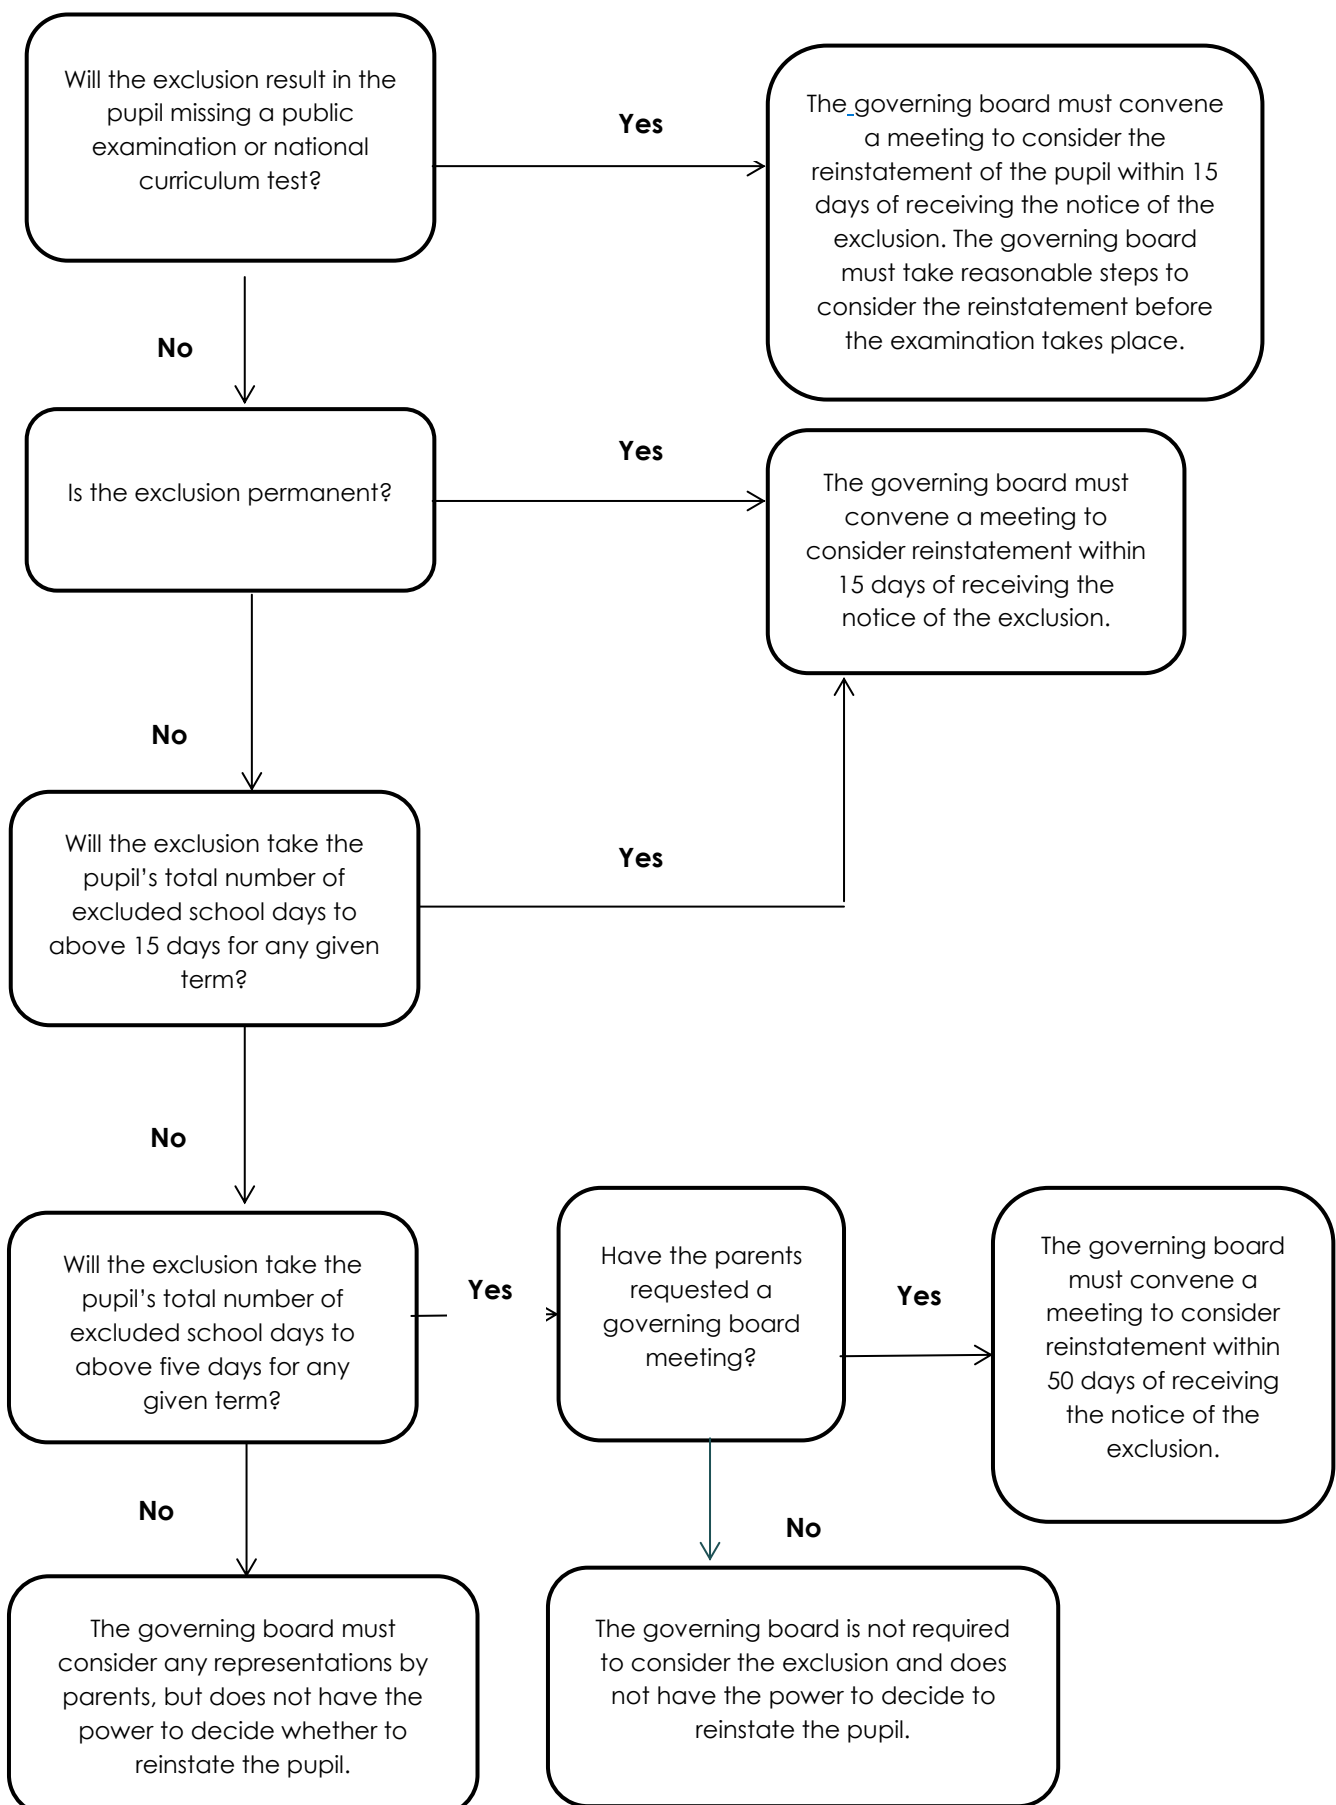 Will the exclusion result in the
pupil missing a public
examination or national
curriculum test?
Yes
The governing board must convene
a meeting to consider the
reinstatement of the pupil within 15
days of receiving the notice of the
exclusion. The governing board
must take reasonable steps to
consider the reinstatement before
the examination takes place.
No
Is the exclusion permanent?
Yes
The governing board must
convene a meeting to
consider reinstatement within
15 days of receiving the
notice of the exclusion.
No
Will the exclusion take the
pupil’s total number of
excluded school days to
above 15 days for any given
term?
Yes
No
Will the exclusion take the
pupil’s total number of
excluded school days to
above five days for any
given term?
Yes
Have the parents
requested a
governing board
meeting?
Yes
The governing board
must convene a
meeting to consider
reinstatement within
50 days of receiving
the notice of the
exclusion.
No
No
The governing board must
consider any representations by
parents, but does not have the
power to decide whether to
reinstate the pupil.
The governing board is not required
to consider the exclusion and does
not have the power to decide to
reinstate the pupil.